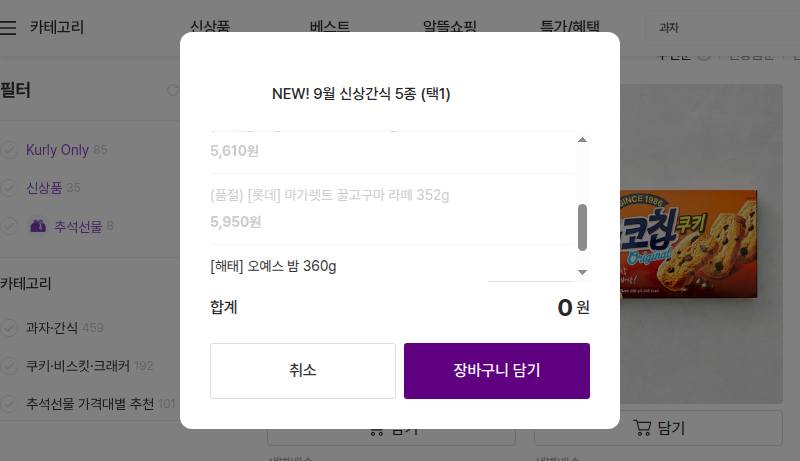 카테고리
신상품
베스트
알뜰쇼핑
특가/혜택
과자
필터
Kurly Only 85
신상품 35
추석선물 8
카테고리
과자·간식 459
쿠키·비스킷·크래커 192
추석선물 가격대별 추천 101
NEW! 9월 신상간식 5종 (택1)
5,610원
(품절) [롯데] 마가렛트 꿀고구마 라떼 352g
5,950원
[해태] 오예스 밤 360g
합계
0 원
취소
장바구니 담기
SINCE 1986
코칩
쿠키
Original
담기
담기